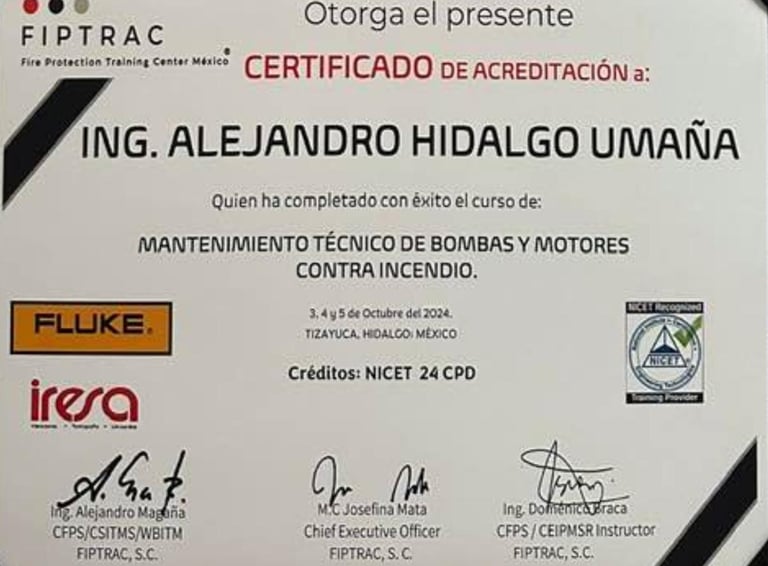 Otorga el presente
FIPTRAC
Fire Protection Training Center México®
CERTIFICADO DE ACREDITACIÓN a:
ING. ALEJANDRO HIDALGO UMAÑA
Quien ha completado con éxito el curso de:
MANTENIMIENTO TÉCNICO DE BOMBAS Y MOTORES
CONTRA INCENDIO.
3, 4 y 5 de Octubre del 2024.
TIZAYUCA, HIDALGO; MÉXICO
FLUKE®
NICET Recognized
NICET
Training Provider
Créditos: NICET 24 CPD
iresa
Ing. Alejandro Magaña
CFPS/CSITMS/WBITM
FIPTRAC, S.C.
M.C Josefina Mata
Chief Executive Officer
FIPTRAC, S. C.
Ing. Doménico Braca
CFPS / CEIPMSR Instructor
FIPTRAC, S.C.